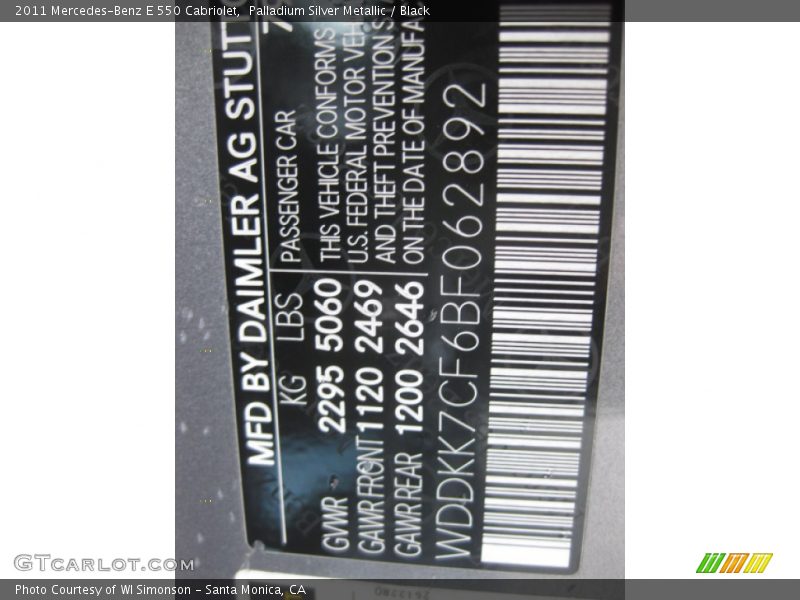 2011 Mercedes-Benz E 550 Cabriolet, Palladium Silver Metallic / Black
MFD BY DAIMLER AG STUTT
KG LBS
PASSENGER CAR
GVWR 2295 5060
GAWR FRONT 1120 2469
GAWR REAR 1200 2646
THIS VEHICLE CONFORMS
U.S. FEDERAL MOTOR VEH
AND THEFT PREVENTION S
ON THE DATE OF MANUFA
WDDKK7CF6BF062892
GTcarlot.com
Photo Courtesy of WI Simonson - Santa Monica, CA